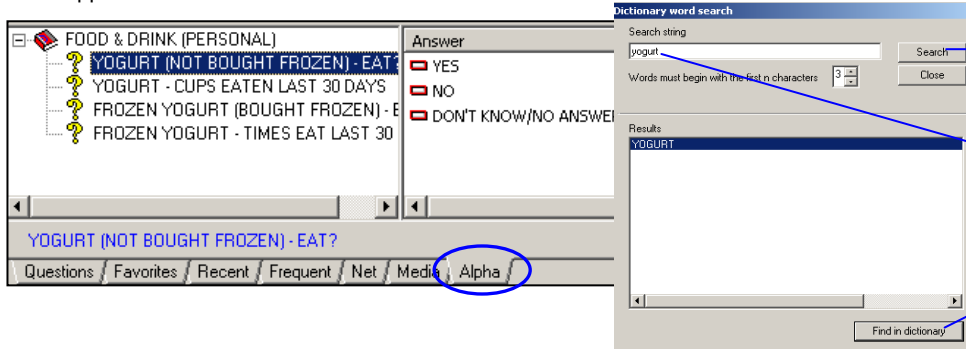 FOOD & DRINK (PERSONAL)
YOGURT (NOT BOUGHT FROZEN) - EAT?
YOGURT - CUPS EATEN LAST 30 DAYS
FROZEN YOGURT (BOUGHT FROZEN) - E
FROZEN YOGURT - TIMES EAT LAST 30
Answer
YES
NO
DON'T KNOW/NO ANSWER
YOGURT (NOT BOUGHT FROZEN) - EAT?
Questions / Favorites / Recent / Frequent / Net / Media / Alpha /
Dictionary word search
Search string
yogurt
Search
Words must begin with the first n characters 3
Close
Results
YOGURT
Find in dictionary